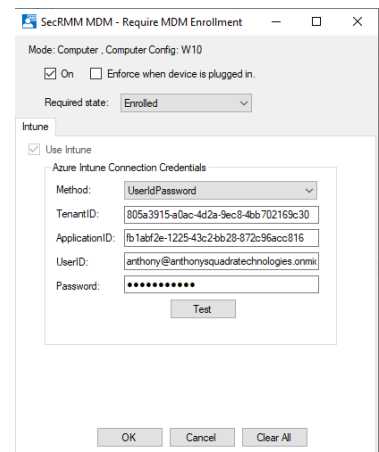 SecRMM MDM - Require MDM Enrollment
Mode: Computer , Computer Config: W10
On Enforce when device is plugged in.
Required state: Enrolled
Intune
Use Intune
Azure Intune Connection Credentials
Method: UserIdPassword
TenantID: 805a3915-a0ac-4d2a-9ec8-4bb702169c30
ApplicationID: fb1abf2e-1225-43c2-bb28-872c96acc816
UserID: anthony@anthonysquadratechnologies.onmic
Password: ●●●●●●●●●●●
Test
OK Cancel Clear All